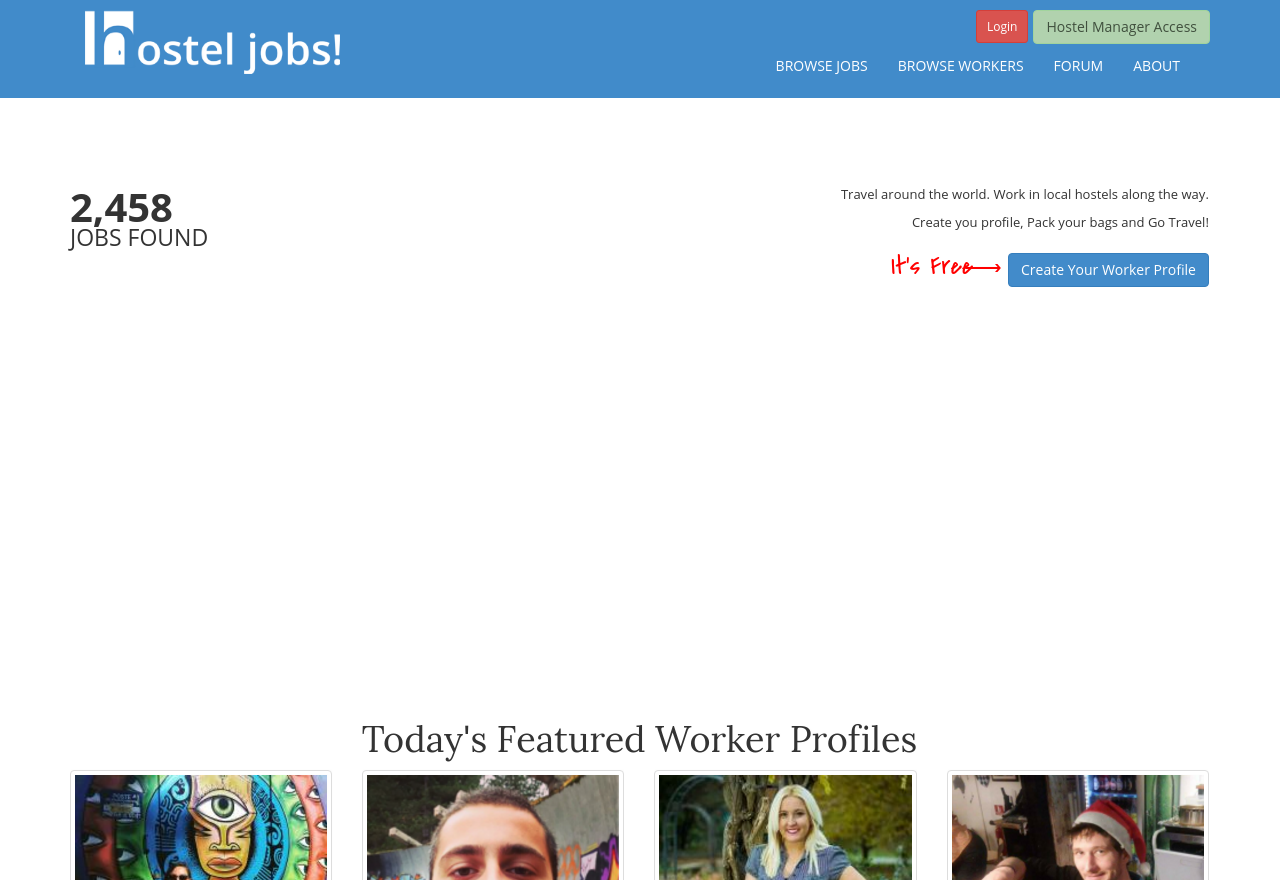 hostel jobs!
Login
Hostel Manager Access
BROWSE JOBS
BROWSE WORKERS
FORUM
ABOUT
2,458
JOBS FOUND
Travel around the world. Work in local hostels along the way.
Create you profile, Pack your bags and Go Travel!
It's Free
Create Your Worker Profile
Today's Featured Worker Profiles